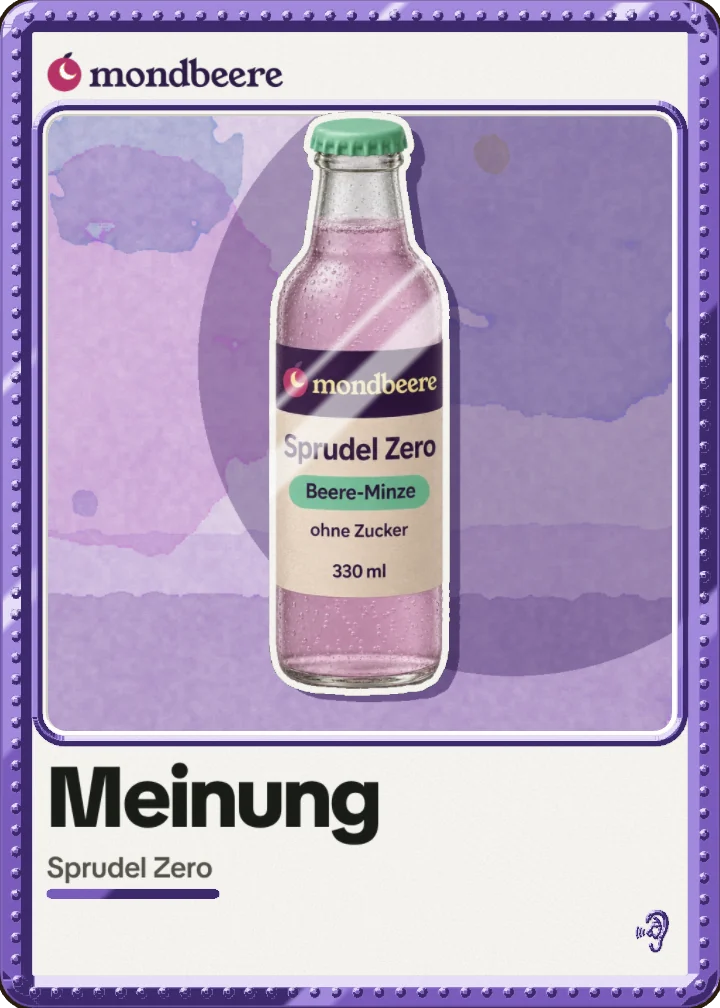 mondbeere
mondbeere
Sprudel Zero
Beere-Minze
ohne Zucker
330 ml
Meinung
Sprudel Zero